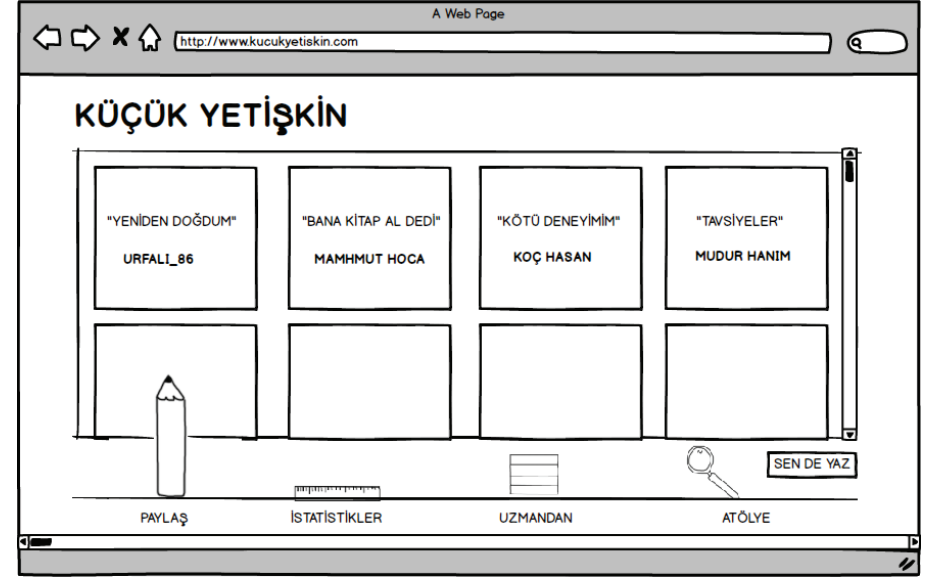 A Web Page
http://www.kucukyetiskin.com
KÜÇÜK YETİŞKİN
"YENİDEN DOĞDUM"
URFALI_86
"BANA KİTAP AL DEDİ"
MAMHMUT HOCA
"KÖTÜ DENEYİMİM"
KOÇ HASAN
"TAVSİYELER"
MUDUR HANIM
SEN DE YAZ
PAYLAŞ
İSTATİSTİKLER
UZMANDAN
ATÖLYE